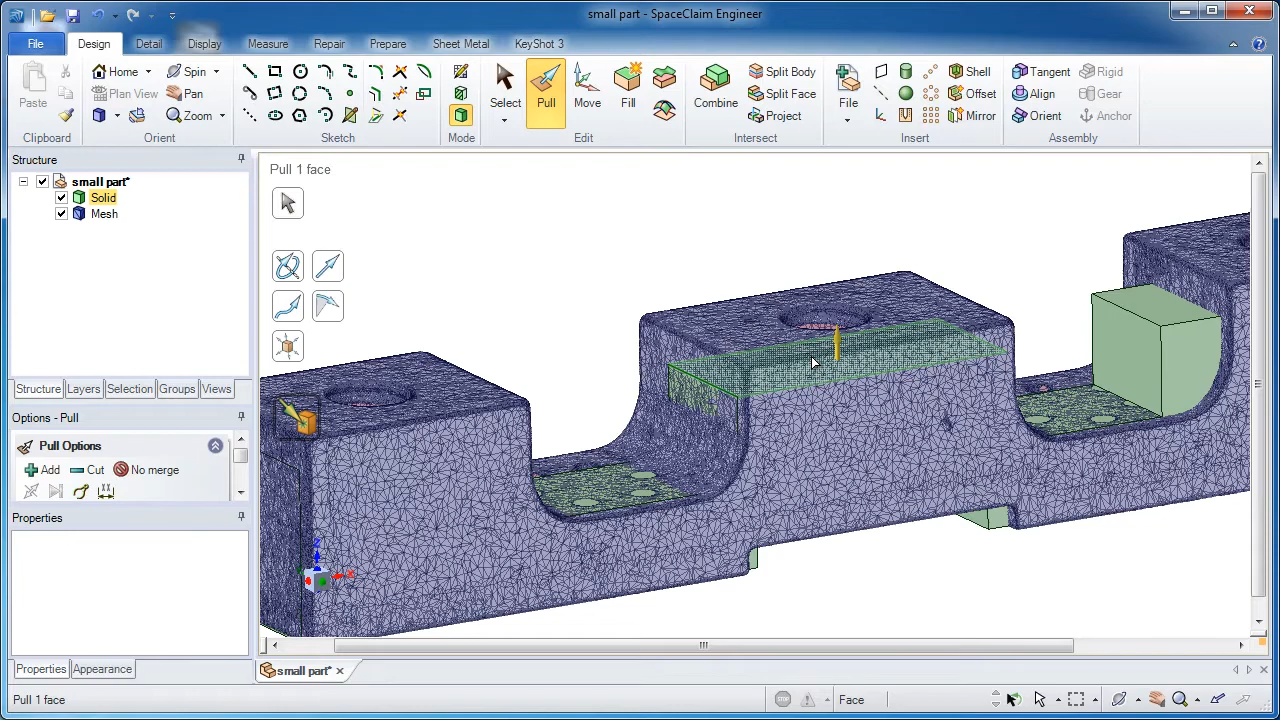 small part - SpaceClaim Engineer
File Design Detail Display Measure Repair Prepare Sheet Metal KeyShot 3
Paste
Home Spin
Plan View Pan
Zoom
Select Pull Move Fill
Combine
Split Body
Split Face
Project
File
Shell
Offset
Mirror
Tangent Rigid
Align Gear
Orient Anchor
Clipboard Orient Sketch Mode Edit Intersect Insert Assembly
Structure
small part*
Solid
Mesh
Structure Layers Selection Groups Views
Options - Pull
Pull Options
Add Cut No merge
Properties
Properties Appearance
Pull 1 face
Z
X
small part*
Pull 1 face
Face